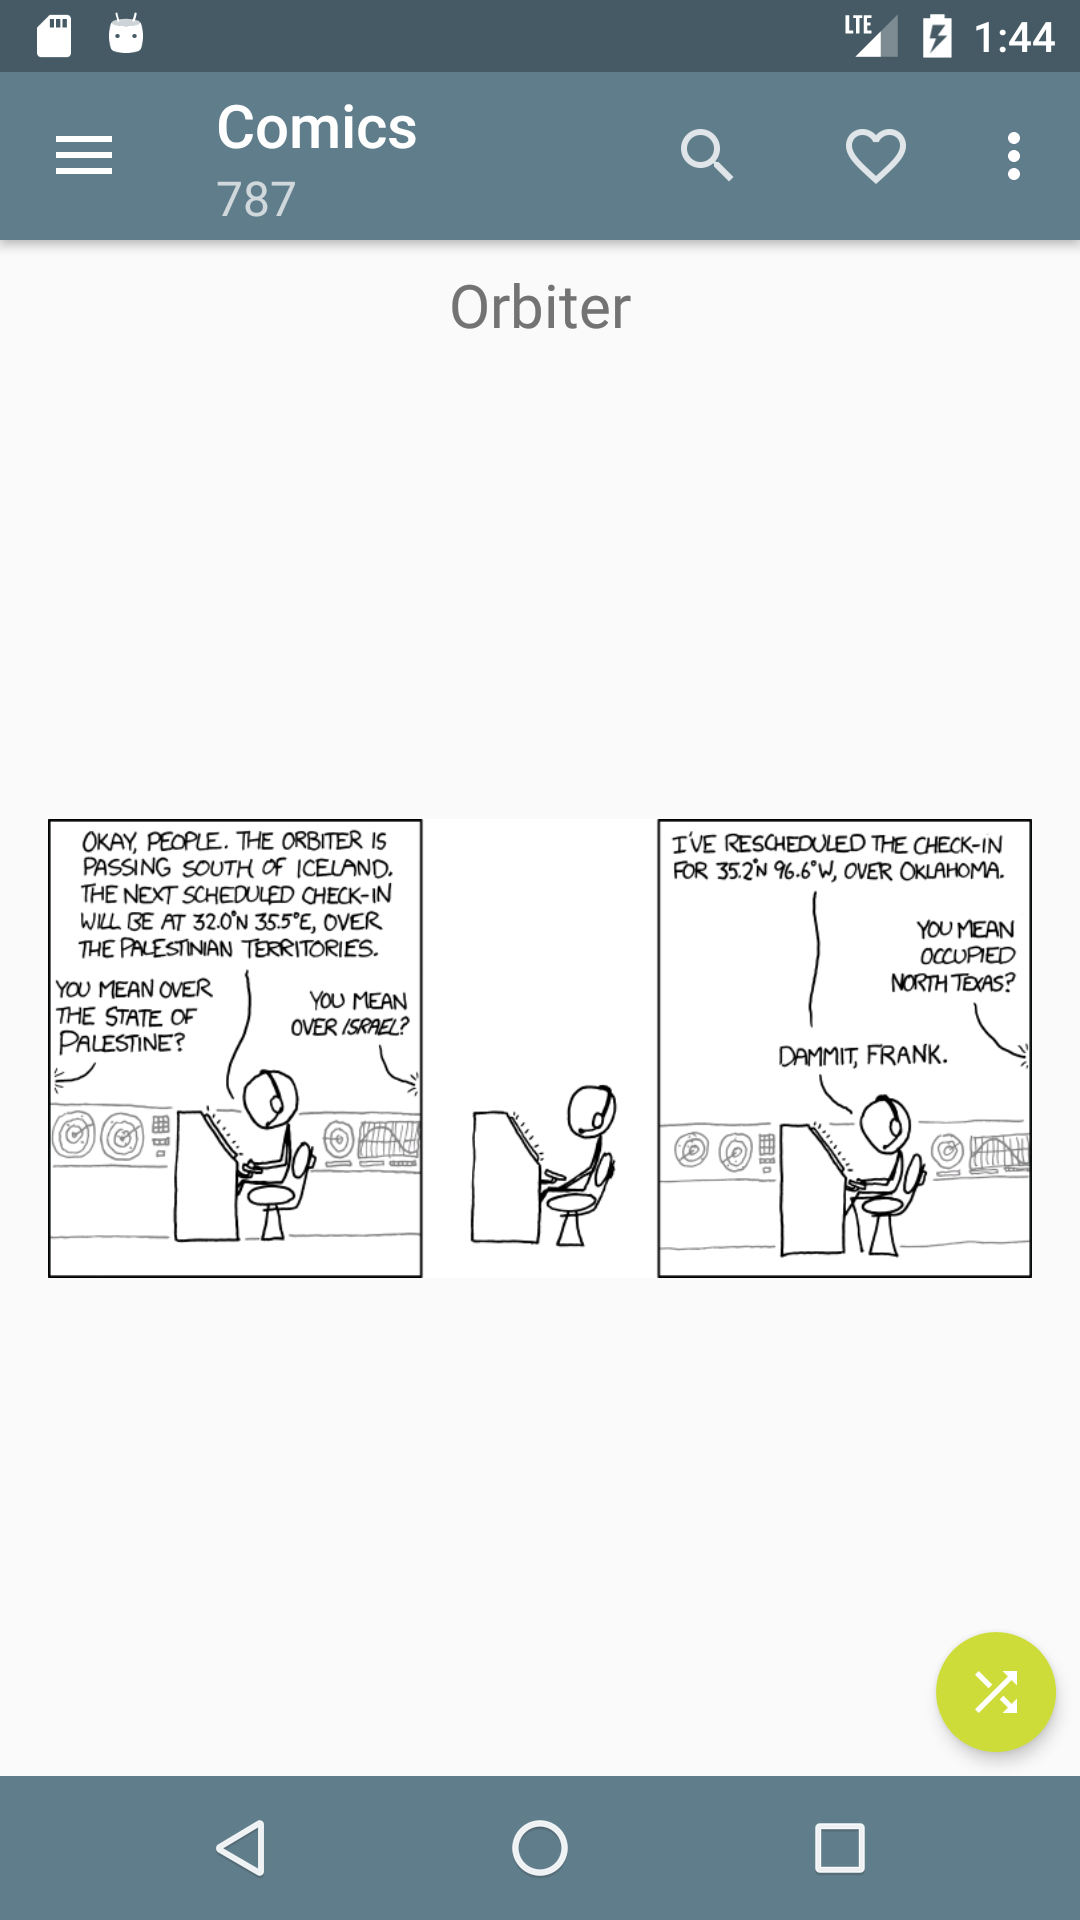 LTE
1:44
Comics
787
Orbiter
OKAY, PEOPLE. THE ORBITER IS
PASSING SOUTH OF ICELAND.
THE NEXT SCHEDULED CHECK-IN
WILL BE AT 32.0°N 35.5°E, OVER
THE PALESTINIAN TERRITORIES.
YOU MEAN OVER
THE STATE OF
PALESTINE?
YOU MEAN
OVER ISRAEL?
I'VE RESCHEDULED THE CHECK-IN
FOR 35.2°N 96.6°W, OVER OKLAHOMA.
YOU MEAN
OCCUPIED
NORTH TEXAS?
DAMMIT, FRANK.